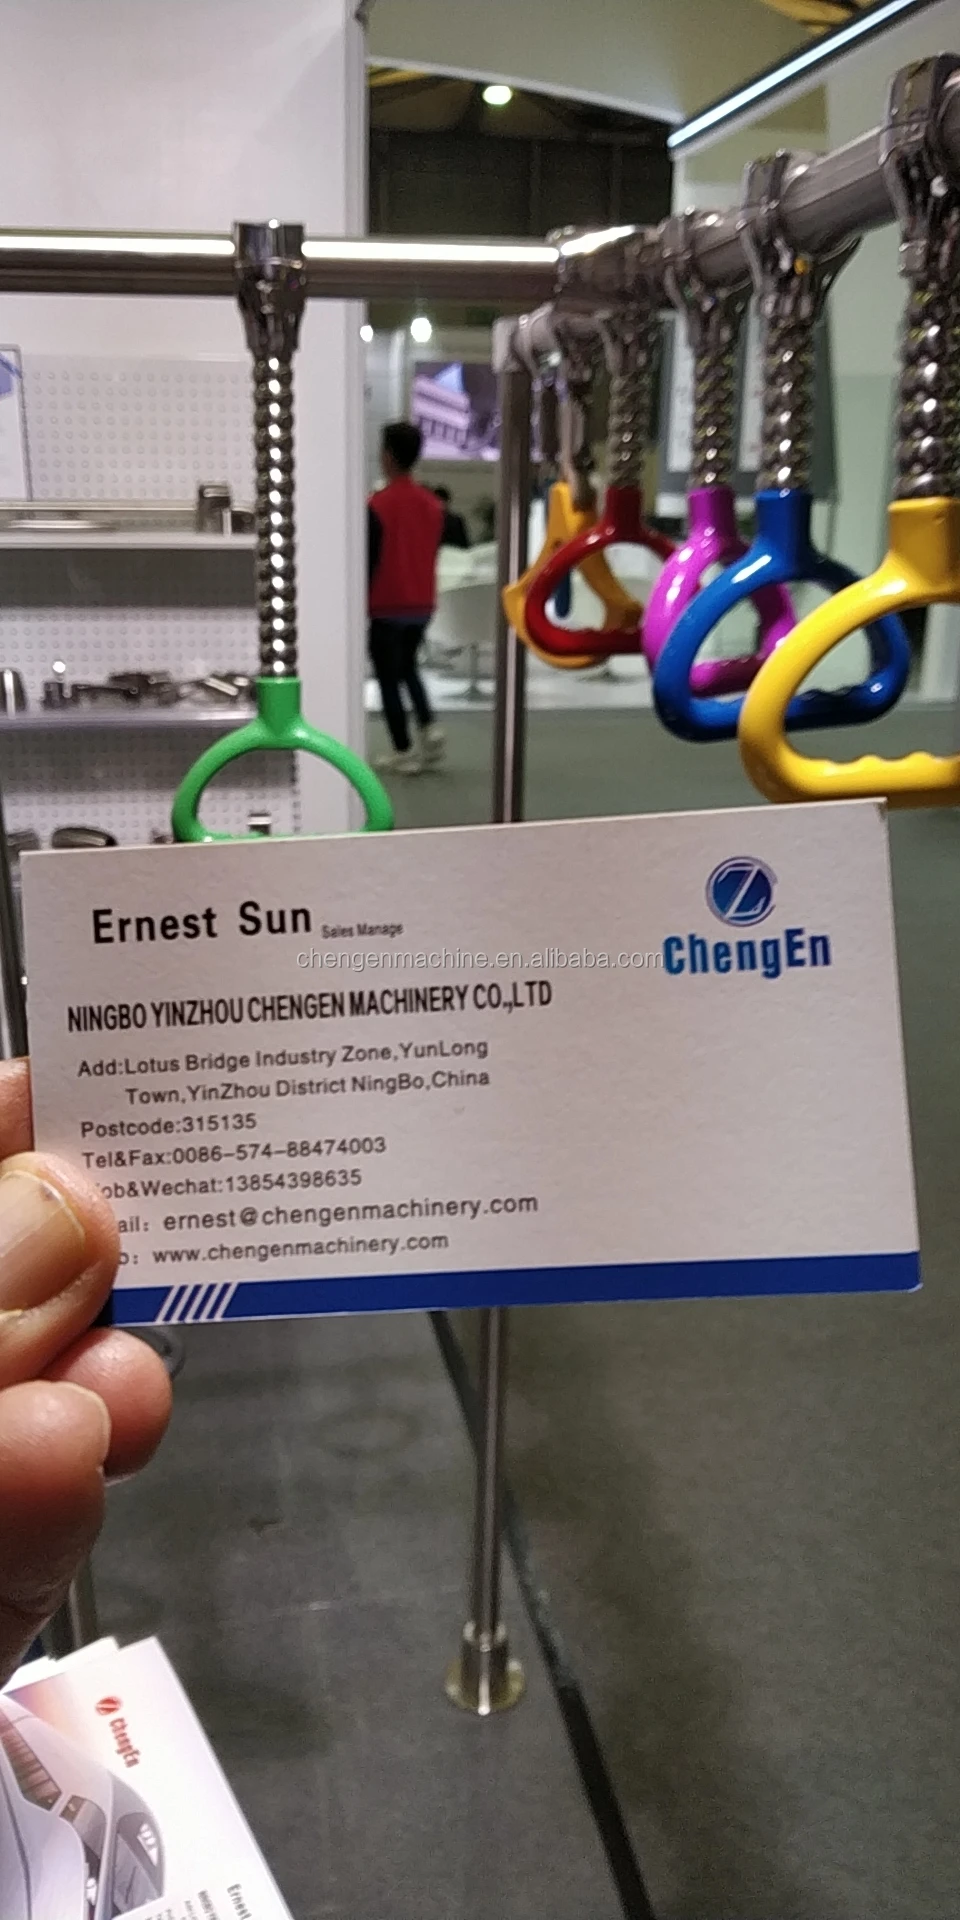 Ernest Sun Sales Manage
chengenmachine.en.alibaba.com
ChengEn
NINGBO YINZHOU CHENGEN MACHINERY CO.,LTD
Add:Lotus Bridge Industry Zone,YunLong
Town,YinZhou District NingBo,China
Postcode:315135
Tel&Fax:0086-574-88474003
ob&Wechat:13854398635
ail: ernest@chengenmachinery.com
b: www.chengenmachinery.com
ChengEn
Ernest